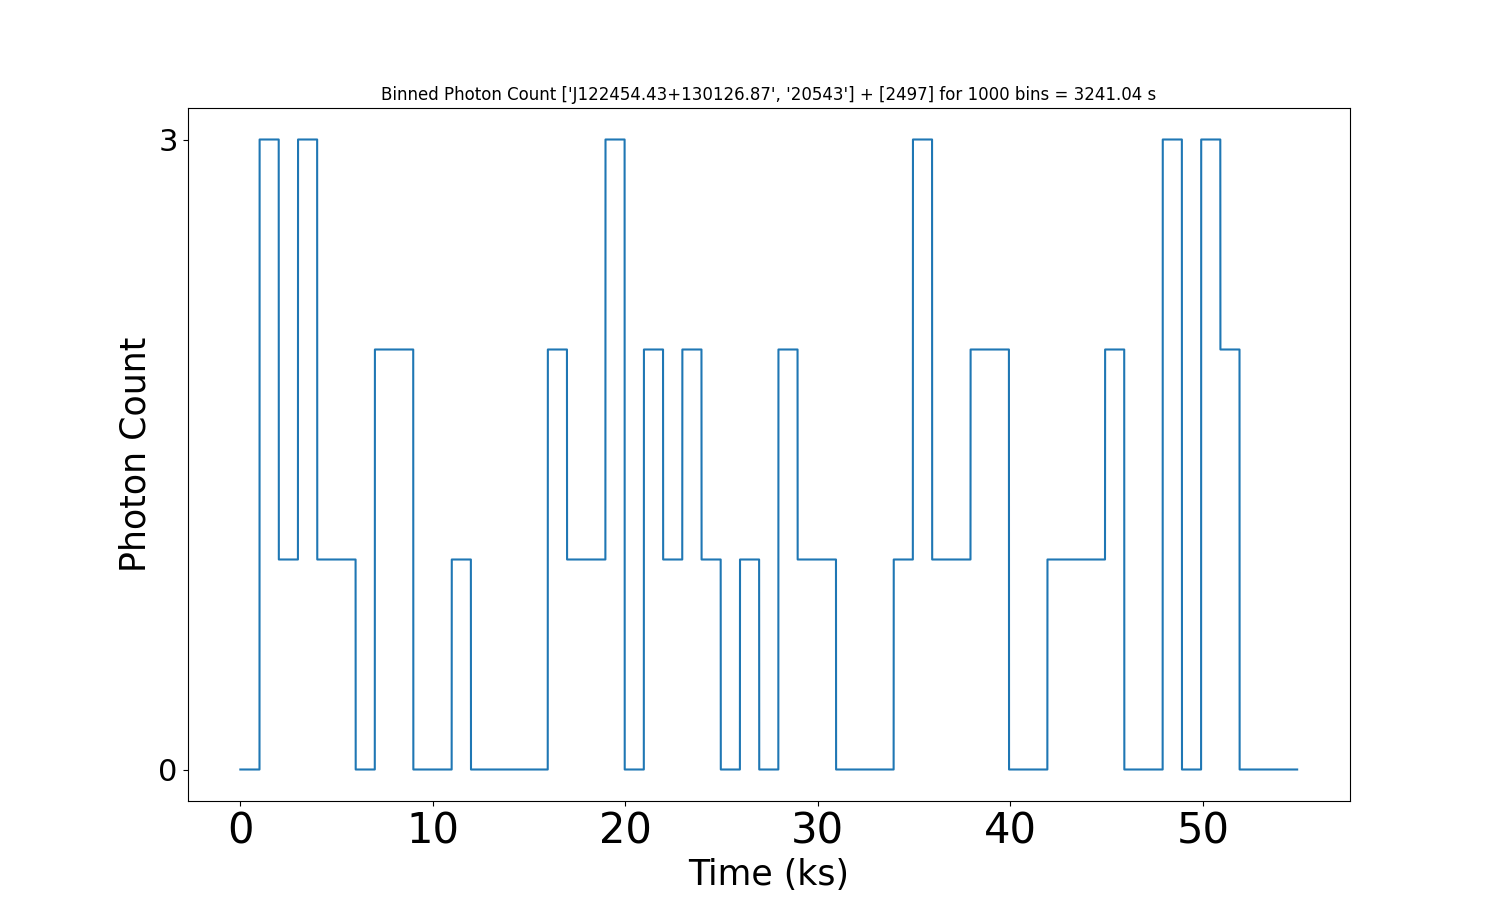 Binned Photon Count ['J122454.43+130126.87', '20543'] + [2497] for 1000 bins = 3241.04 s
3
Photon Count
0
0 10 20 30 40 50
Time (ks)